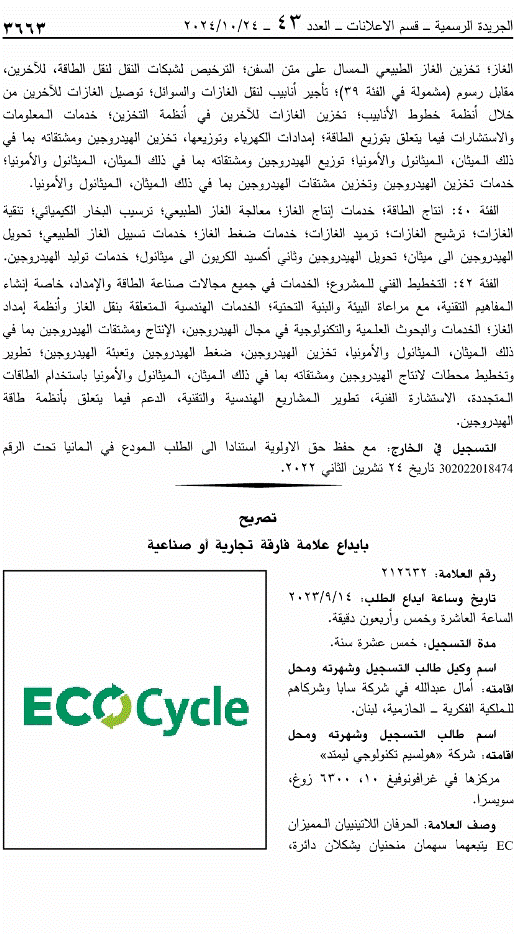 الجريدة الرسمية ــ قسم الاعلانات ــ العدد ٤٣ ــ ٢٠٢٤/١٠/٢٤
٣٦٦٣
الغاز؛ تخزين الغاز الطبيعي المسال على متن السفن؛ الترخيص لشبكات النقل لنقل الطاقة، للآخرين،
مقابل رسوم (مشمولة في الفئة ٣٩)؛ تأجير أنابيب لنقل الغازات والسوائل؛ توصيل الغازات للآخرين من
خلال أنظمة خطوط الأنابيب؛ تخزين الغازات للآخرين في أنظمة التخزين؛ خدمات المعلومات
والاستشارات فيما يتعلق بتوزيع الطاقة؛ إمدادات الكهرباء وتوزيعها، تخزين الهيدروجين ومشتقاته بما في
ذلك الميثان، الميثانول والأمونيا؛ توزيع الهيدروجين ومشتقاته بما في ذلك الميثان، الميثانول والأمونيا؛
خدمات تخزين الهيدروجين وتخزين مشتقات الهيدروجين بما في ذلك الميثان، الميثانول والأمونيا.
الفئة ٤٠: انتاج الطاقة؛ خدمات إنتاج الغاز؛ معالجة الغاز الطبيعي؛ ترسيب البخار الكيميائي؛ تنقية
الغازات؛ ترشيح الغازات؛ ترميد الغازات؛ خدمات ضغط الغاز؛ خدمات تسييل الغاز الطبيعي؛ تحويل
الهيدروجين الى ميثان؛ تحويل الهيدروجين وثاني أكسيد الكربون الى ميثانول؛ خدمات توليد الهيدروجين.
الفئة ٤٢: التخطيط الفني للمشروع؛ الخدمات في جميع مجالات صناعة الطاقة والإمداد، خاصة إنشاء
المفاهيم التقنية، مع مراعاة البيئة والبنية التحتية؛ الخدمات الهندسية المتعلقة بنقل الغاز وأنظمة إمداد
الغاز؛ الخدمات والبحوث العلمية والتكنولوجية في مجال الهيدروجين، الإنتاج ومشتقات الهيدروجين بما في
ذلك الميثان، الميثانول والأمونيا، تخزين الهيدروجين، ضغط الهيدروجين وتعبئة الهيدروجين؛ تطوير
وتخطيط محطات لانتاج الهيدروجين ومشتقاته بما في ذلك الميثان، الميثانول والأمونيا باستخدام الطاقات
المتجددة، الاستشارة الفنية، تطوير المشاريع الهندسية والتقنية، الدعم فيما يتعلق بأنظمة طاقة
الهيدروجين.
التسجيل في الخارج: مع حفظ حق الاولوية استنادا الى الطلب المودع في المانيا تحت الرقم
302022018474 تاريخ ٢٤ تشرين الثاني ٢٠٢٢.
تصريح
بايداع علامة فارقة تجارية أو صناعية
رقم العلامة: ٢١٢٦٣٢
تاريخ وساعة ايداع الطلب: ٢٠٢٣/٩/١٤
الساعة العاشرة وخمس وأربعون دقيقة.
مدة التسجيل: خمس عشرة سنة.
اسم وكيل طالب التسجيل وشهرته ومحل
اقامته: أمال عبدالله في شركة سابا وشركاهم
للملكية الفكرية ــ الحازمية، لبنان.
اسم طالب التسجيل وشهرته ومحل
اقامته: شركة «هولسيم تكنولوجي ليمتد»
مركزها في غرافونوفيغ ١٠، ٦٣٠٠ زوغ،
سويسرا.
وصف العلامة: الحرفان اللاتينييان المميزان
EC يتبعهما سهمان منحنيان يشكلان دائرة،
ECO Cycle